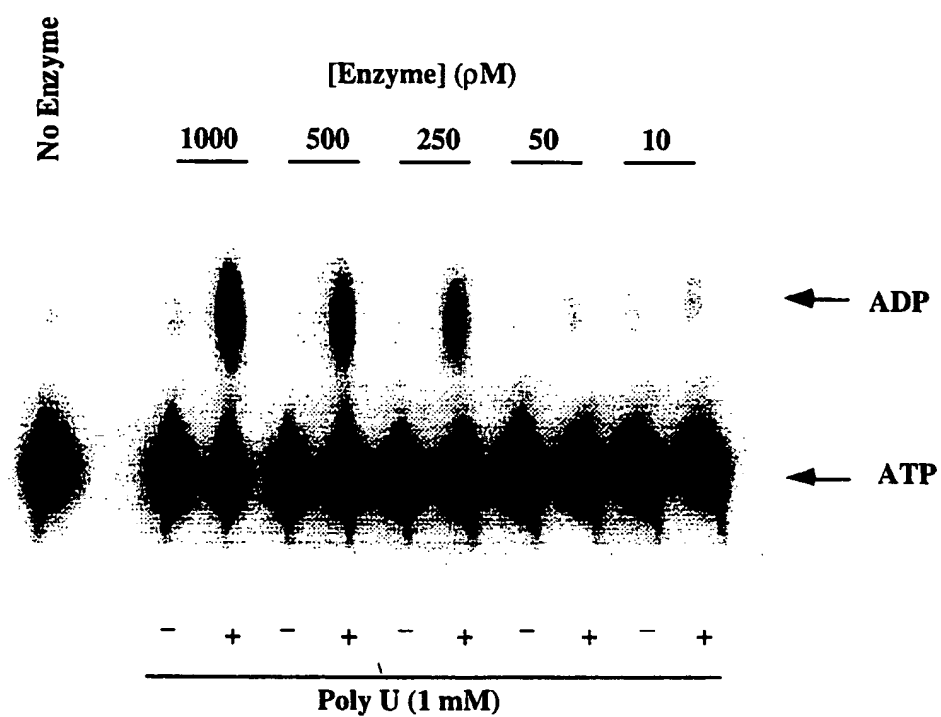 No Enzyme
[Enzyme] (ρM)
1000 500 250 50 10
ADP
ATP
− + − + − + − + − +
Poly U (1 mM)